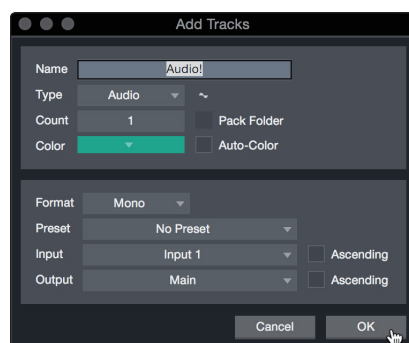 Add Tracks
Name Audio!
Type Audio
Count 1 Pack Folder
Color Auto-Color
Format Mono
Preset No Preset
Input Input 1 Ascending
Output Main Ascending
Cancel OK